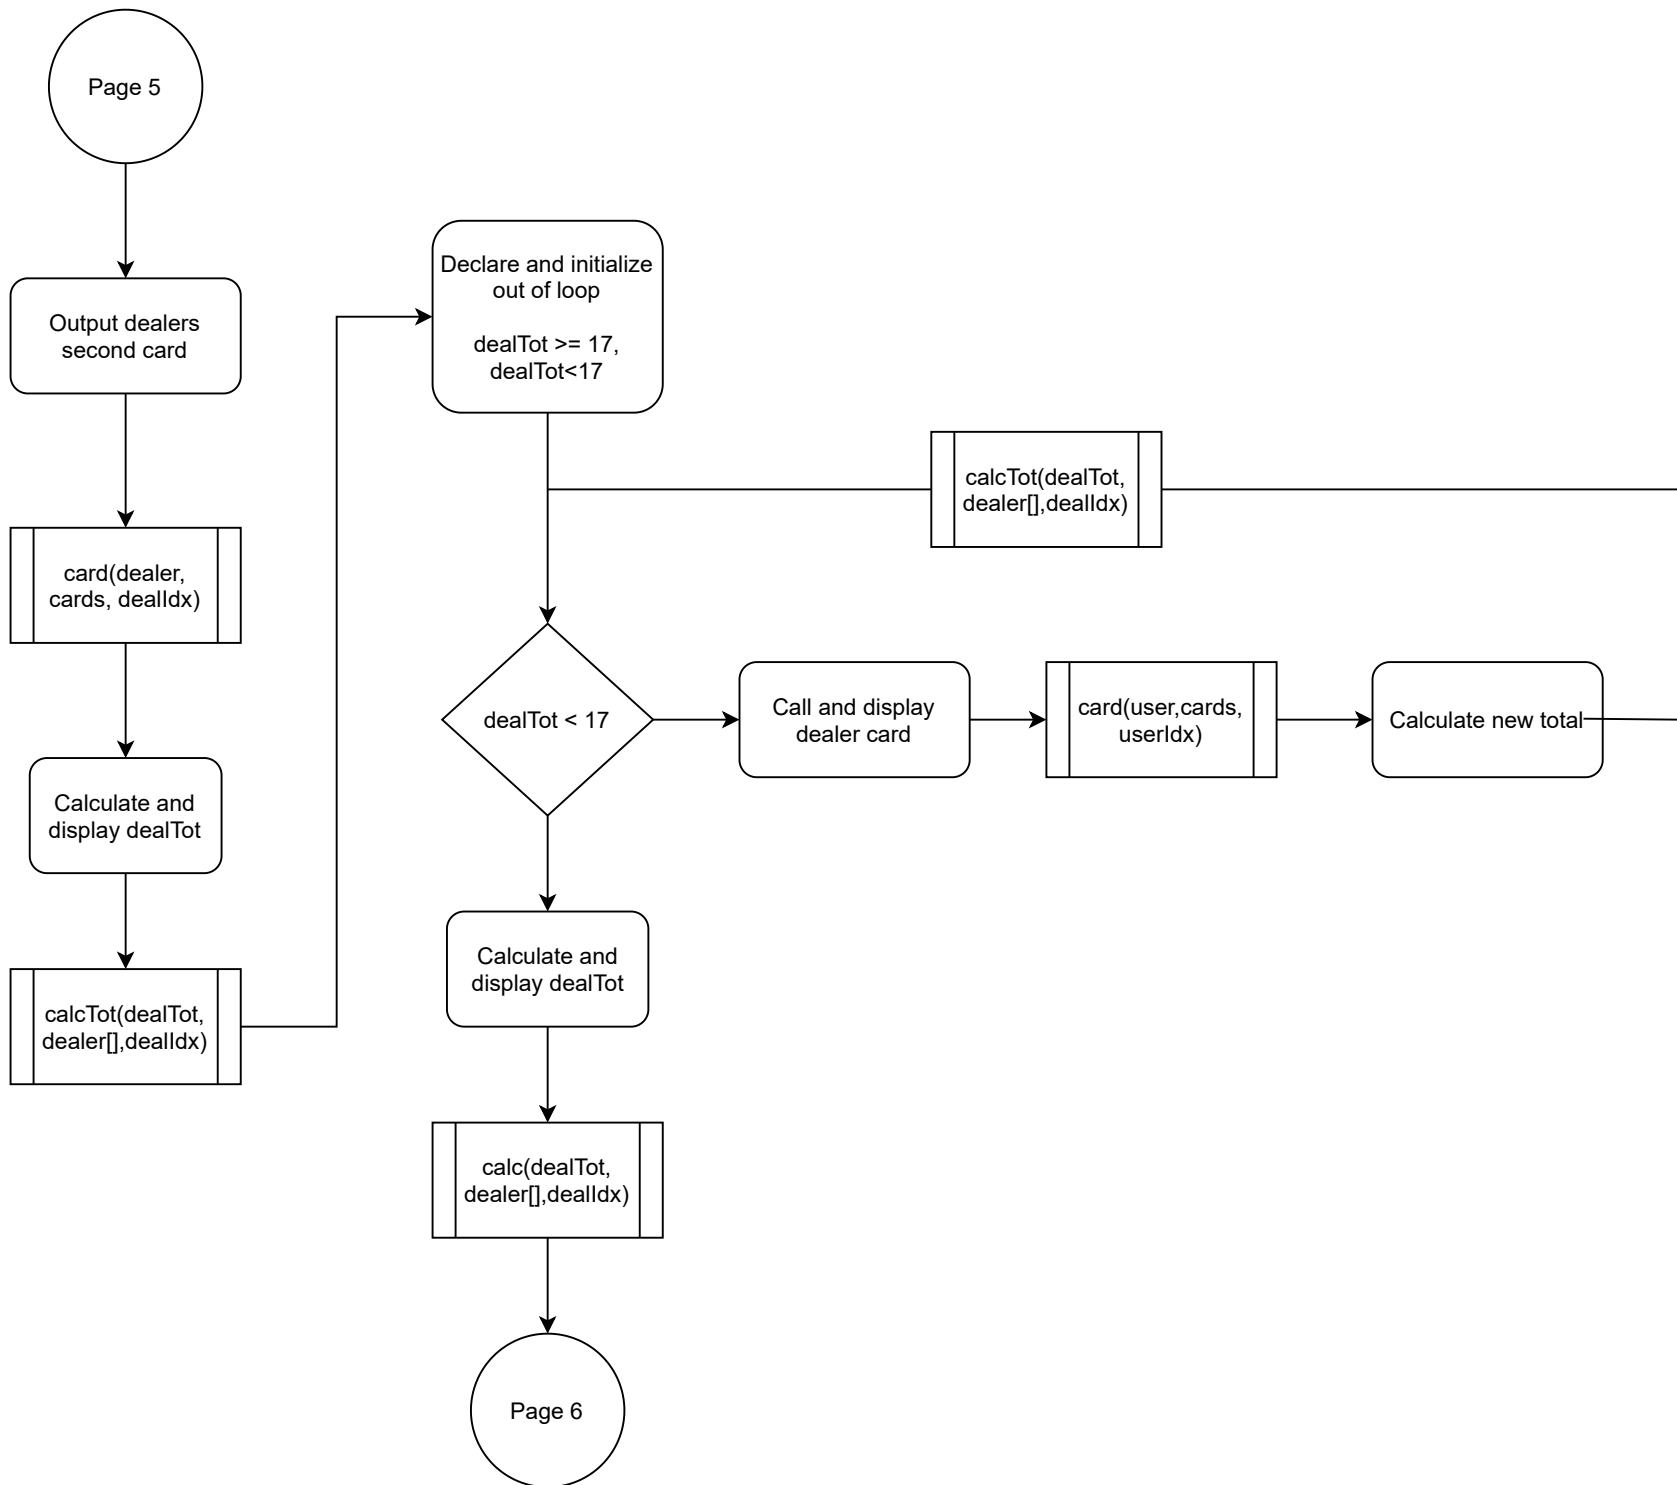 Page 5
Output dealers
second card
card(dealer,
cards, dealIdx)
Calculate and
display dealTot
calcTot(dealTot,
dealer[],dealIdx)
Declare and initialize
out of loop
dealTot >= 17,
dealTot<17
calcTot(dealTot,
dealer[],dealIdx)
dealTot < 17
Call and display
dealer card
card(user,cards,
userIdx)
Calculate new total
Calculate and
display dealTot
calc(dealTot,
dealer[],dealIdx)
Page 6